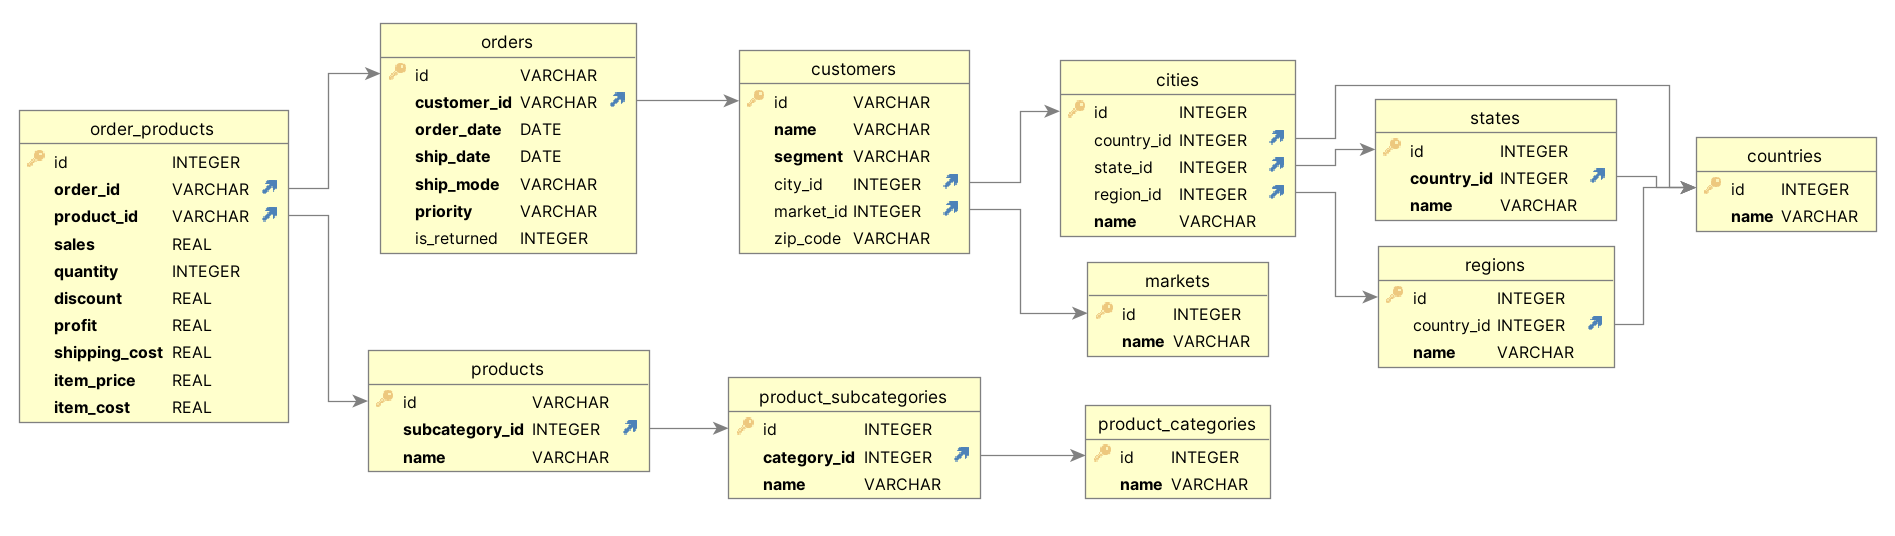 order_products
id INTEGER
order_id VARCHAR
product_id VARCHAR
sales REAL
quantity INTEGER
discount REAL
profit REAL
shipping_cost REAL
item_price REAL
item_cost REAL
orders
id VARCHAR
customer_id VARCHAR
order_date DATE
ship_date DATE
ship_mode VARCHAR
priority VARCHAR
is_returned INTEGER
products
id VARCHAR
subcategory_id INTEGER
name VARCHAR
customers
id VARCHAR
name VARCHAR
segment VARCHAR
city_id INTEGER
market_id INTEGER
zip_code VARCHAR
product_subcategories
id INTEGER
category_id INTEGER
name VARCHAR
cities
id INTEGER
country_id INTEGER
state_id INTEGER
region_id INTEGER
name VARCHAR
markets
id INTEGER
name VARCHAR
product_categories
id INTEGER
name VARCHAR
states
id INTEGER
country_id INTEGER
name VARCHAR
regions
id INTEGER
country_id INTEGER
name VARCHAR
countries
id INTEGER
name VARCHAR